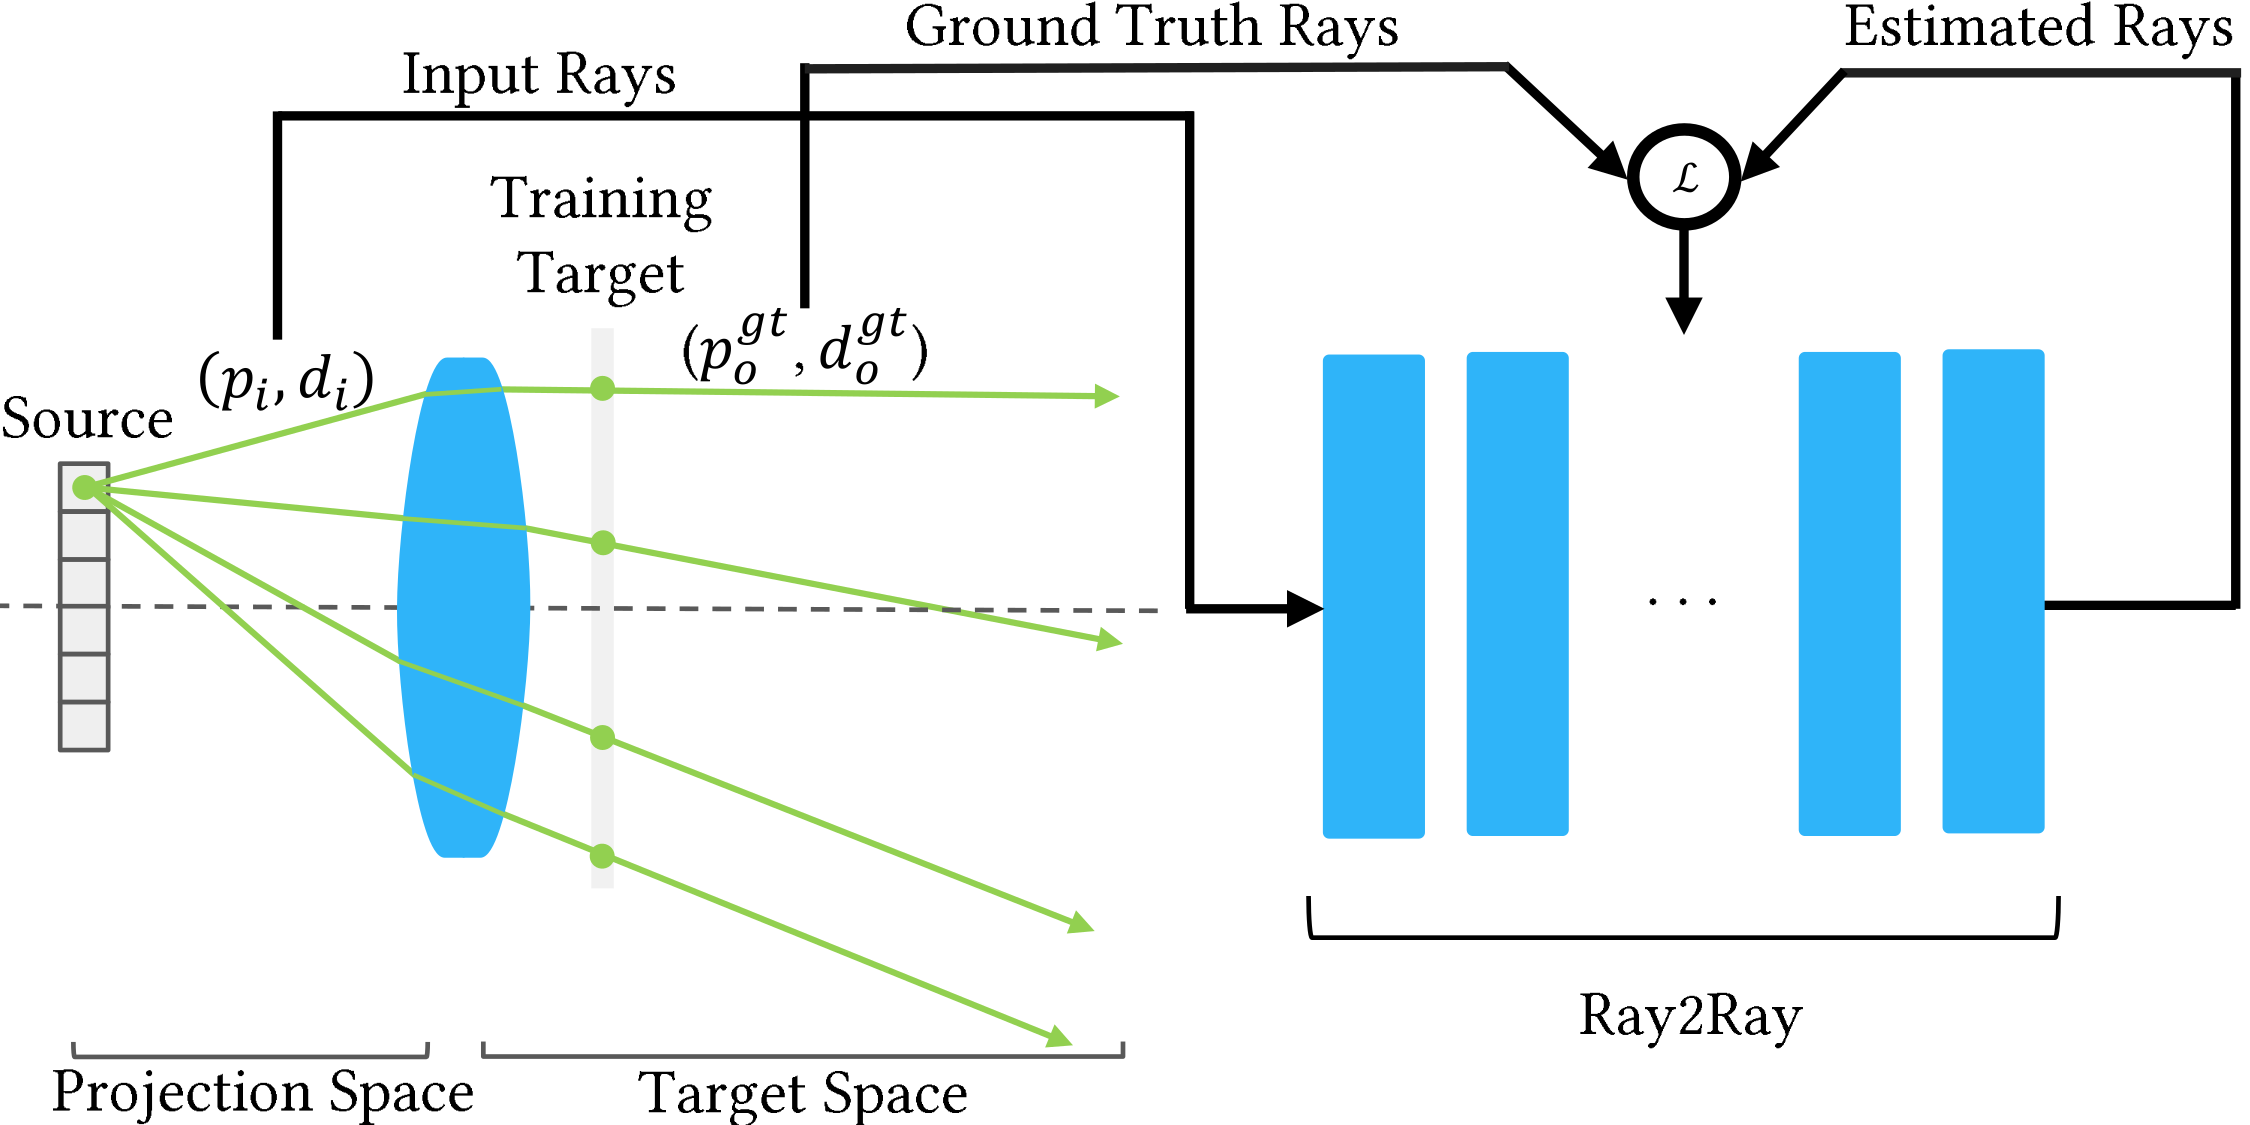 Ground Truth Rays
Estimated Rays
Input Rays
ℒ
Training
Target
(p_o^{gt}, d_o^{gt})
(p_i, d_i)
Source
. . .
Ray2Ray
Projection Space
Target Space